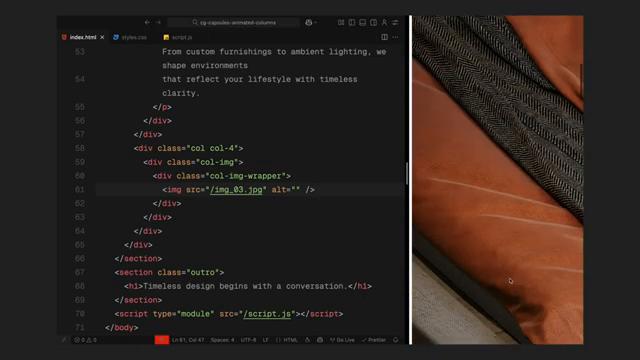 cg-capsules-animated-columns
index.html
styles.css
script.js
53 From custom furnishings to ambient lighting, we
shape environments
54 that reflect your lifestyle with timeless
clarity.
55 </p>
56 </div>
57 </div>
58 <div class="col col-4">
59 <div class="col-img">
60 <div class="col-img-wrapper">
61 <img src="/img_03.jpg" alt="" />
62 </div>
63 </div>
64 </div>
65 </div>
66 </section>
67 <section class="outro">
68 <h1>Timeless design begins with a conversation.</h1>
69 </section>
70 <script type="module" src="/script.js"></script>
71 </body>
0 0 Ln 61, Col 47 Spaces: 4 UTF-8 LF HTML Go Live Prettier